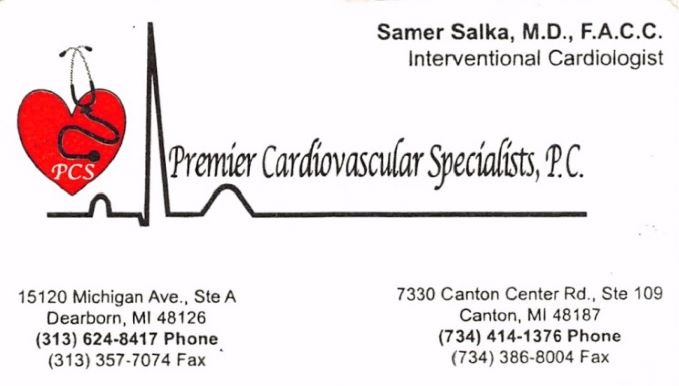 Samer Salka, M.D., F.A.C.C.
Interventional Cardiologist
PCS
Premier Cardiovascular Specialists, P.C.
15120 Michigan Ave., Ste A
Dearborn, MI 48126
(313) 624-8417 Phone
(313) 357-7074 Fax
7330 Canton Center Rd., Ste 109
Canton, MI 48187
(734) 414-1376 Phone
(734) 386-8004 Fax